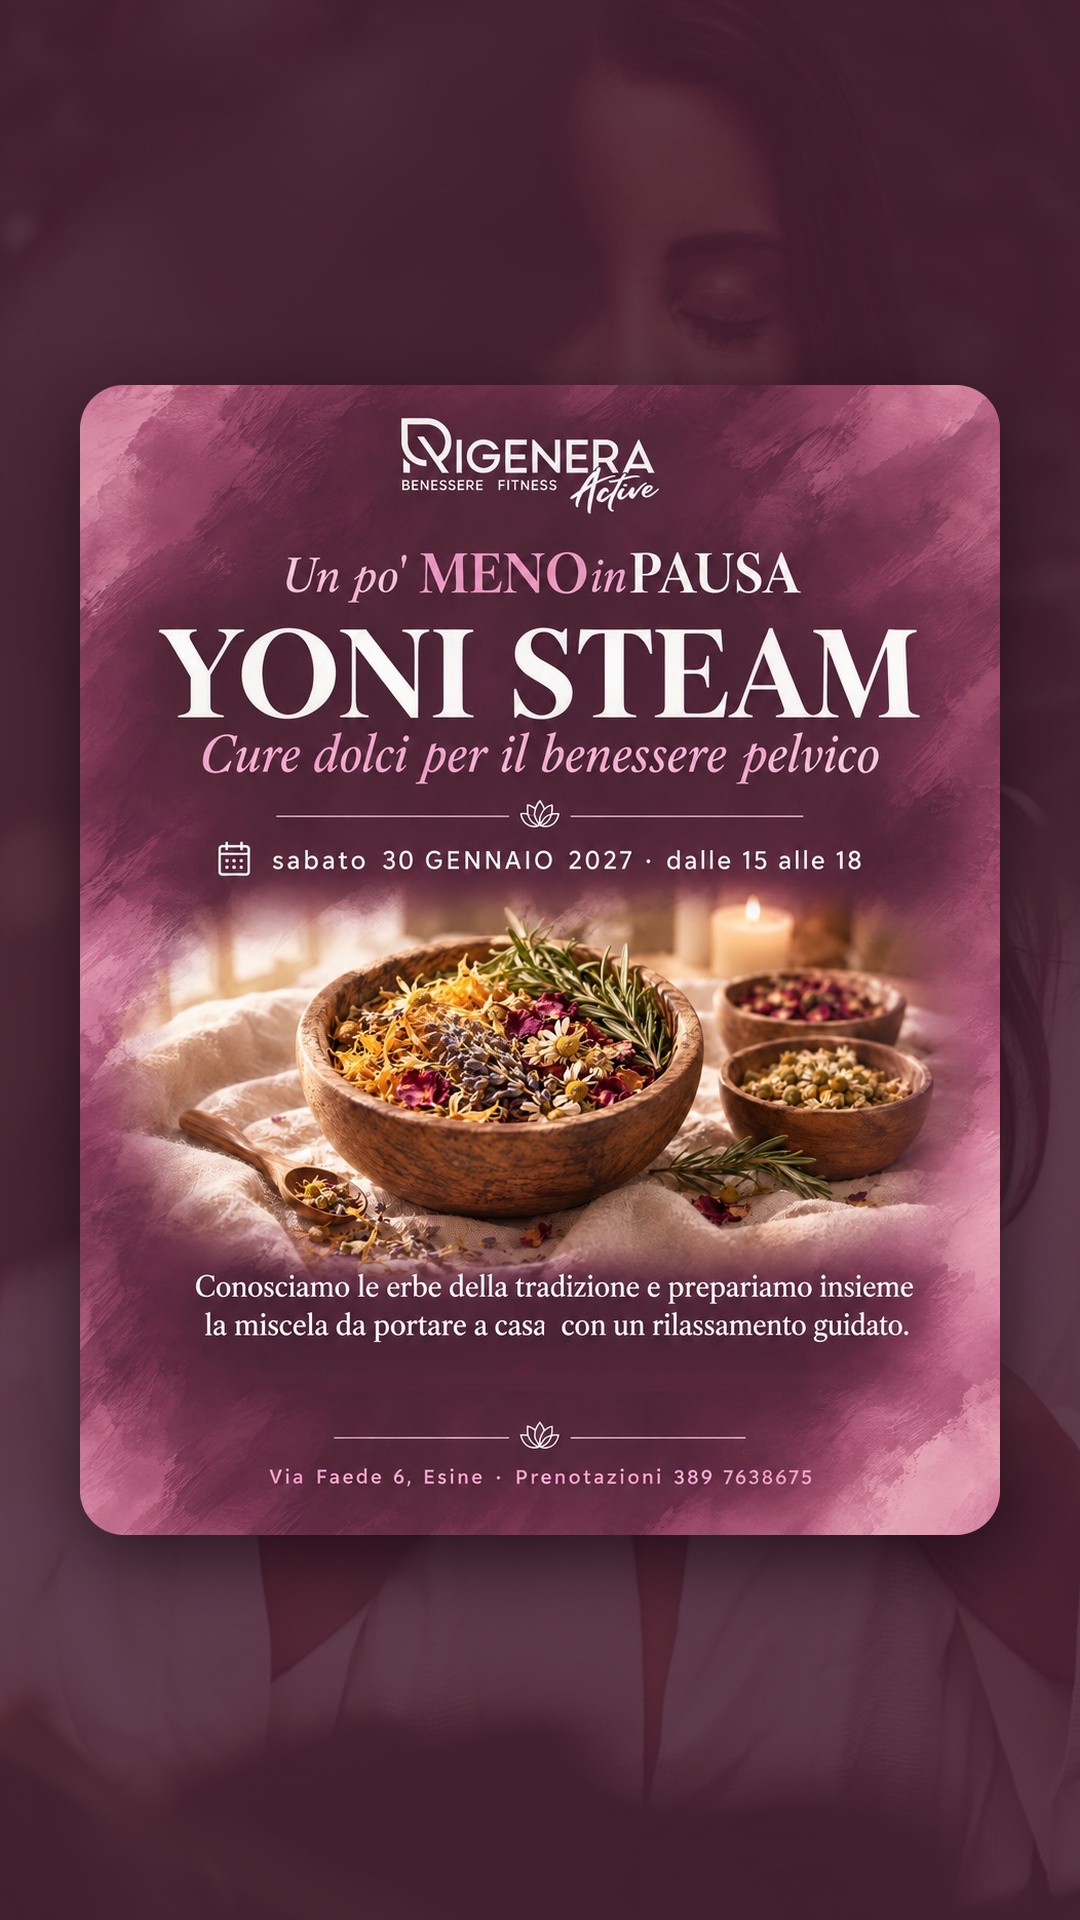 RIGENERA
BENESSERE FITNESS Active
Un po' MENOinPAUSA
YONI STEAM
Cure dolci per il benessere pelvico
sabato 30 GENNAIO 2027 · dalle 15 alle 18
Conosciamo le erbe della tradizione e prepariamo insieme
la miscela da portare a casa con un rilassamento guidato.
Via Faede 6, Esine · Prenotazioni 389 7638675